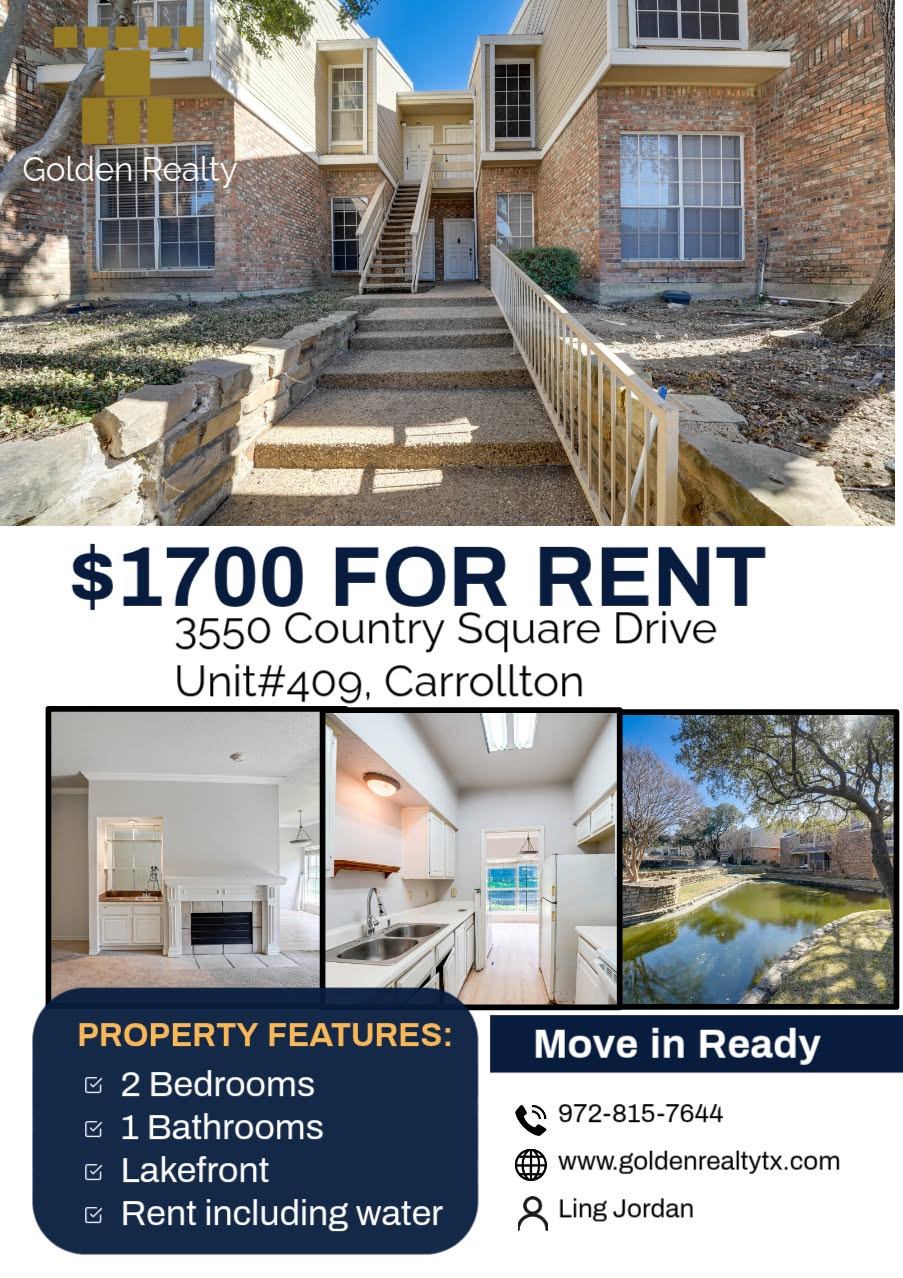 Golden Realty
$1700 FOR RENT
3550 Country Square Drive
Unit#409, Carrollton
PROPERTY FEATURES:
2 Bedrooms
1 Bathrooms
Lakefront
Rent including water
Move in Ready
972-815-7644
www.goldenrealtytx.com
Ling Jordan